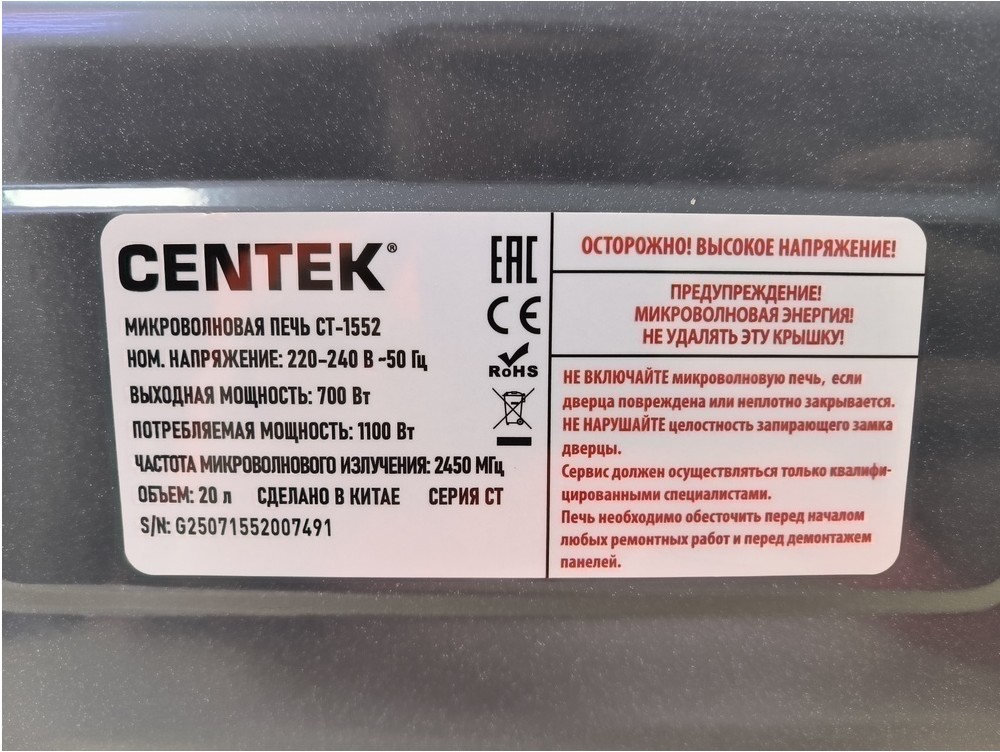 CENTEK®
МИКРОВОЛНОВАЯ ПЕЧЬ CT-1552
НОМ. НАПРЯЖЕНИЕ: 220-240 В ~50 Гц
ВЫХОДНАЯ МОЩНОСТЬ: 700 Вт
ПОТРЕБЛЯЕМАЯ МОЩНОСТЬ: 1100 Вт
ЧАСТОТА МИКРОВОЛНОВОГО ИЗЛУЧЕНИЯ: 2450 МГц
ОБЪЕМ: 20 л СДЕЛАНО В КИТАЕ СЕРИЯ СТ
S/N: G25071552007491
EAC
CE
RoHS
ОСТОРОЖНО! ВЫСОКОЕ НАПРЯЖЕНИЕ!
ПРЕДУПРЕЖДЕНИЕ!
МИКРОВОЛНОВАЯ ЭНЕРГИЯ!
НЕ УДАЛЯТЬ ЭТУ КРЫШКУ!
НЕ ВКЛЮЧАЙТЕ микроволновую печь, если
дверца повреждена или неплотно закрывается.
НЕ НАРУШАЙТЕ целостность запирающего замка
дверцы.
Сервис должен осуществляться только квалифи-
цированными специалистами.
Печь необходимо обесточить перед началом
любых ремонтных работ и перед демонтажем
панелей.